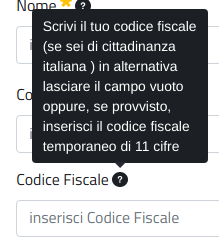 Nome * ?
Scrivi il tuo codice fiscale
(se sei di cittadinanza
italiana ) in alternativa
lasciare il campo vuoto
oppure, se provvisto,
inserisci il codice fiscale
temporaneo di 11 cifre
Co
Codice Fiscale ?
inserisci Codice Fiscale